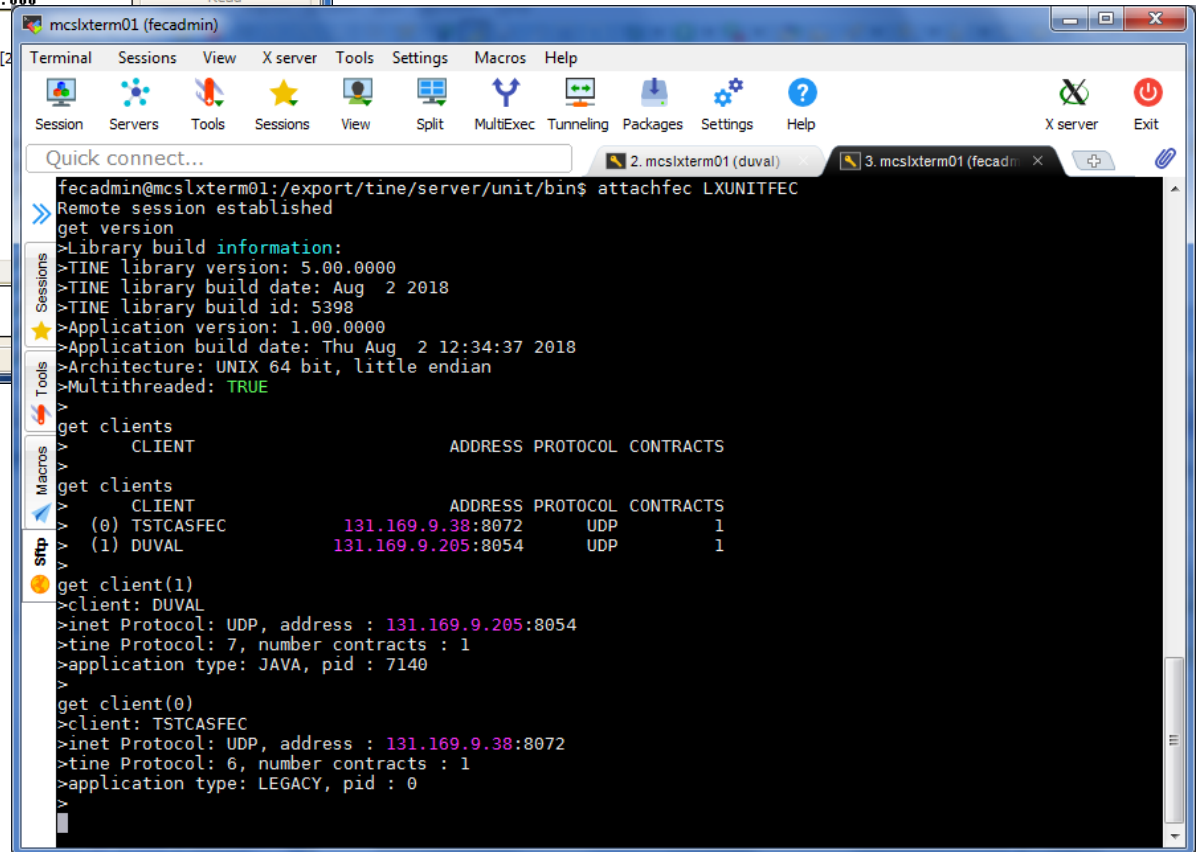 mcslxterm01 (fecadmin)
Terminal Sessions View X server Tools Settings Macros Help
Session Servers Tools Sessions View Split MultiExec Tunneling Packages Settings Help X server Exit
Quick connect...
2. mcslxterm01 (duval)
3. mcslxterm01 (fecadm
Sessions
Tools
Macros
Sftp
fecadmin@mcslxterm01:/export/tine/server/unit/bin$ attachfec LXUNITFEC
Remote session established
get version
>Library build information:
>TINE library version: 5.00.0000
>TINE library build date: Aug  2 2018
>TINE library build id: 5398
>Application version: 1.00.0000
>Application build date: Thu Aug  2 12:34:37 2018
>Architecture: UNIX 64 bit, little endian
>Multithreaded: TRUE
>
get clients
> CLIENT ADDRESS PROTOCOL CONTRACTS
>
get clients
> CLIENT ADDRESS PROTOCOL CONTRACTS
> (0) TSTCASFEC 131.169.9.38:8072 UDP 1
> (1) DUVAL 131.169.9.205:8054 UDP 1
>
get client(1)
>client: DUVAL
>inet Protocol: UDP, address : 131.169.9.205:8054
>tine Protocol: 7, number contracts : 1
>application type: JAVA, pid : 7140
>
get client(0)
>client: TSTCASFEC
>inet Protocol: UDP, address : 131.169.9.38:8072
>tine Protocol: 6, number contracts : 1
>application type: LEGACY, pid : 0
>